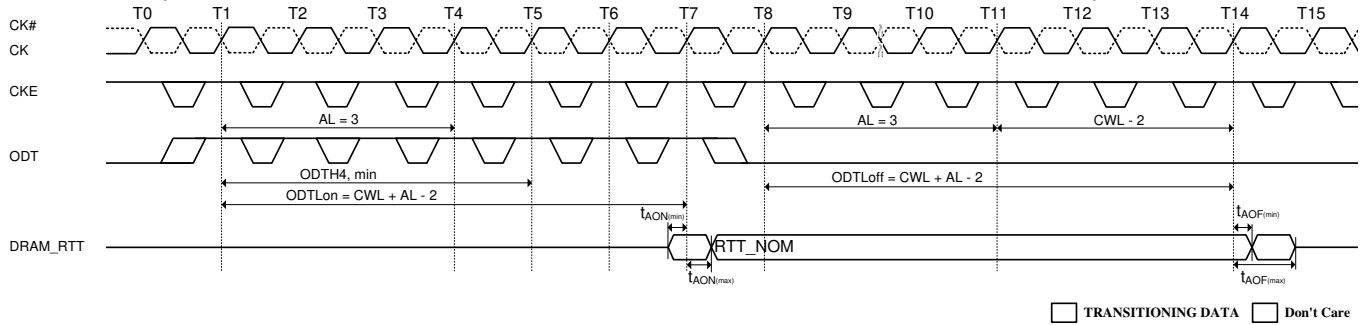 T0 T1 T2 T3 T4 T5 T6 T7 T8 T9 T10 T11 T12 T13 T14 T15
CK#
CK
CKE
AL = 3 AL = 3 CWL - 2
ODT
ODTH4, min
ODTLon = CWL + AL - 2 ODTLoff = CWL + AL - 2
tAON(min) tAOF(min)
DRAM_RTT RTT_NOM
tAON(max) tAOF(max)
TRANSITIONING DATA Don't Care